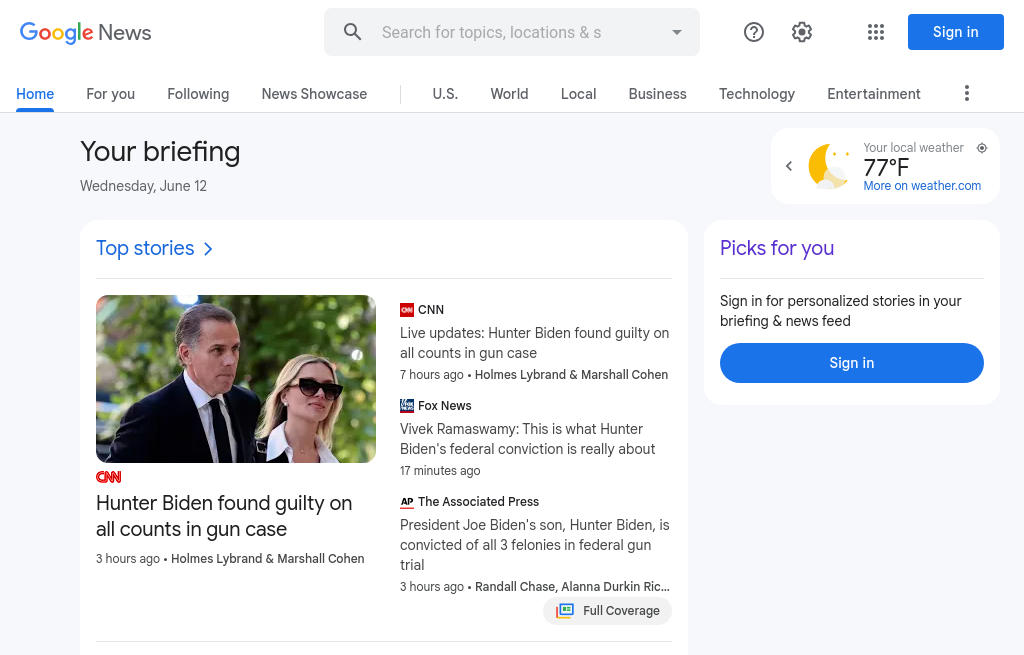 Google News
Search for topics, locations & s
Sign in
Home
For you
Following
News Showcase
U.S.
World
Local
Business
Technology
Entertainment
Your briefing
Wednesday, June 12
Your local weather
77°F
More on weather.com
Top stories
CNN
Hunter Biden found guilty on
all counts in gun case
3 hours ago • Holmes Lybrand & Marshall Cohen
CNN
CNN
Live updates: Hunter Biden found guilty on
all counts in gun case
7 hours ago • Holmes Lybrand & Marshall Cohen
FOX NEWS
Fox News
Vivek Ramaswamy: This is what Hunter
Biden's federal conviction is really about
17 minutes ago
AP
The Associated Press
President Joe Biden's son, Hunter Biden, is
convicted of all 3 felonies in federal gun
trial
3 hours ago • Randall Chase, Alanna Durkin Ric…
Full Coverage
Picks for you
Sign in for personalized stories in your
briefing & news feed
Sign in